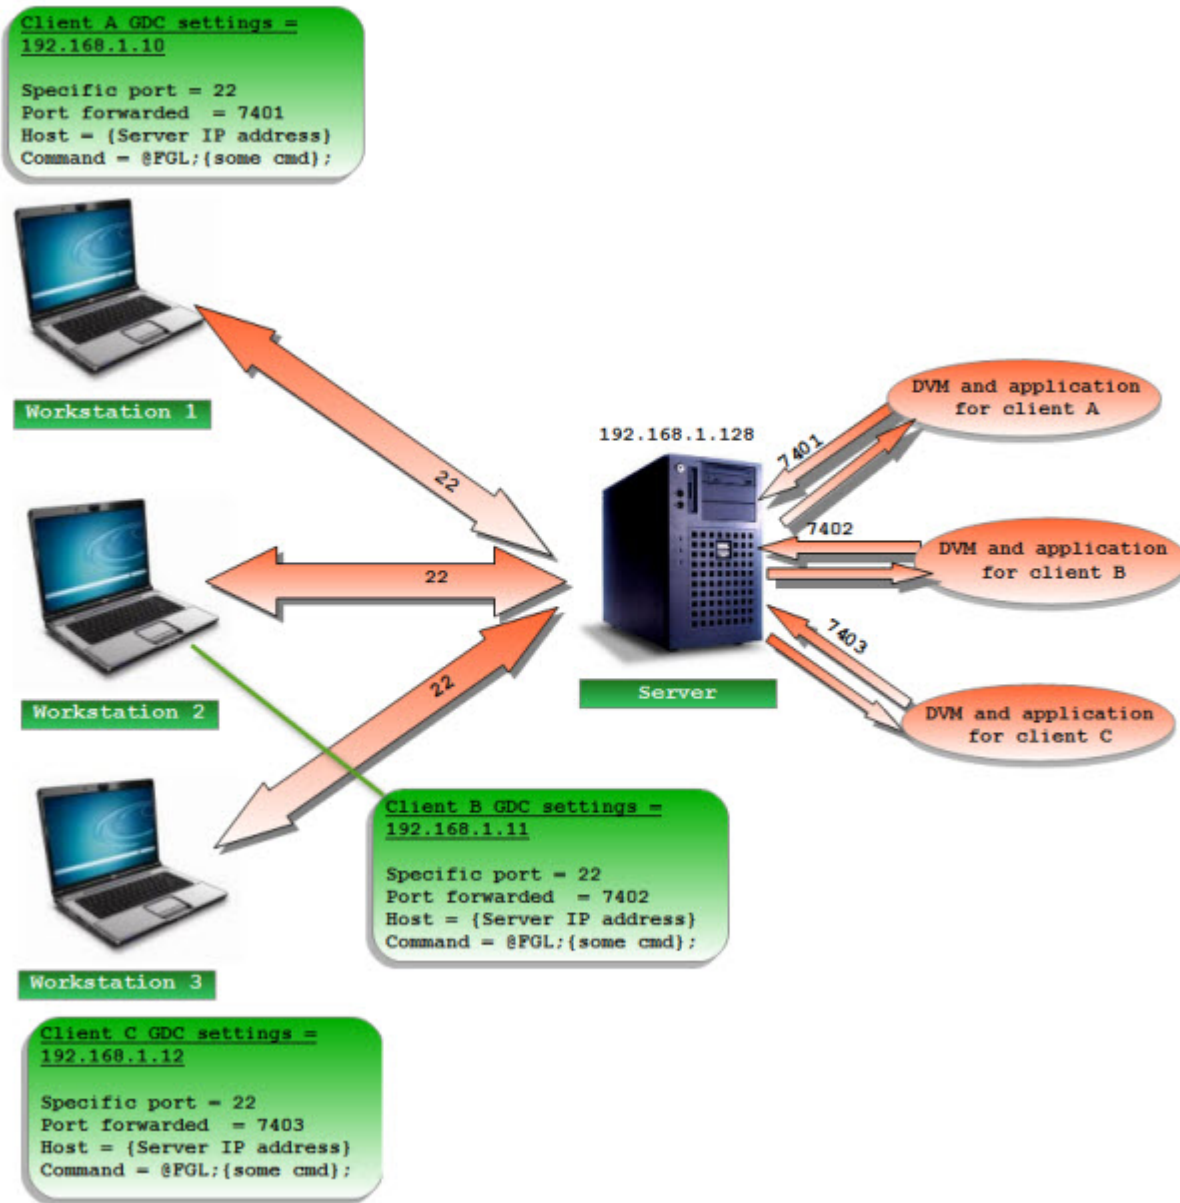 Client A GDC settings =
192.168.1.10
Specific port = 22
Port forwarded  = 7401
Host = {Server IP address}
Command = @FGL;{some cmd};
Workstation 1
22
192.168.1.128
7401
DVM and application
for client A
22
7402
DVM and application
for client B
Workstation 2
22
Server
7403
DVM and application
for client C
Client B GDC settings =
192.168.1.11
Specific port = 22
Port forwarded  = 7402
Host = {Server IP address}
Command = @FGL;{some cmd};
Workstation 3
Client C GDC settings =
192.168.1.12
Specific port = 22
Port forwarded  = 7403
Host = {Server IP address}
Command = @FGL;{some cmd};